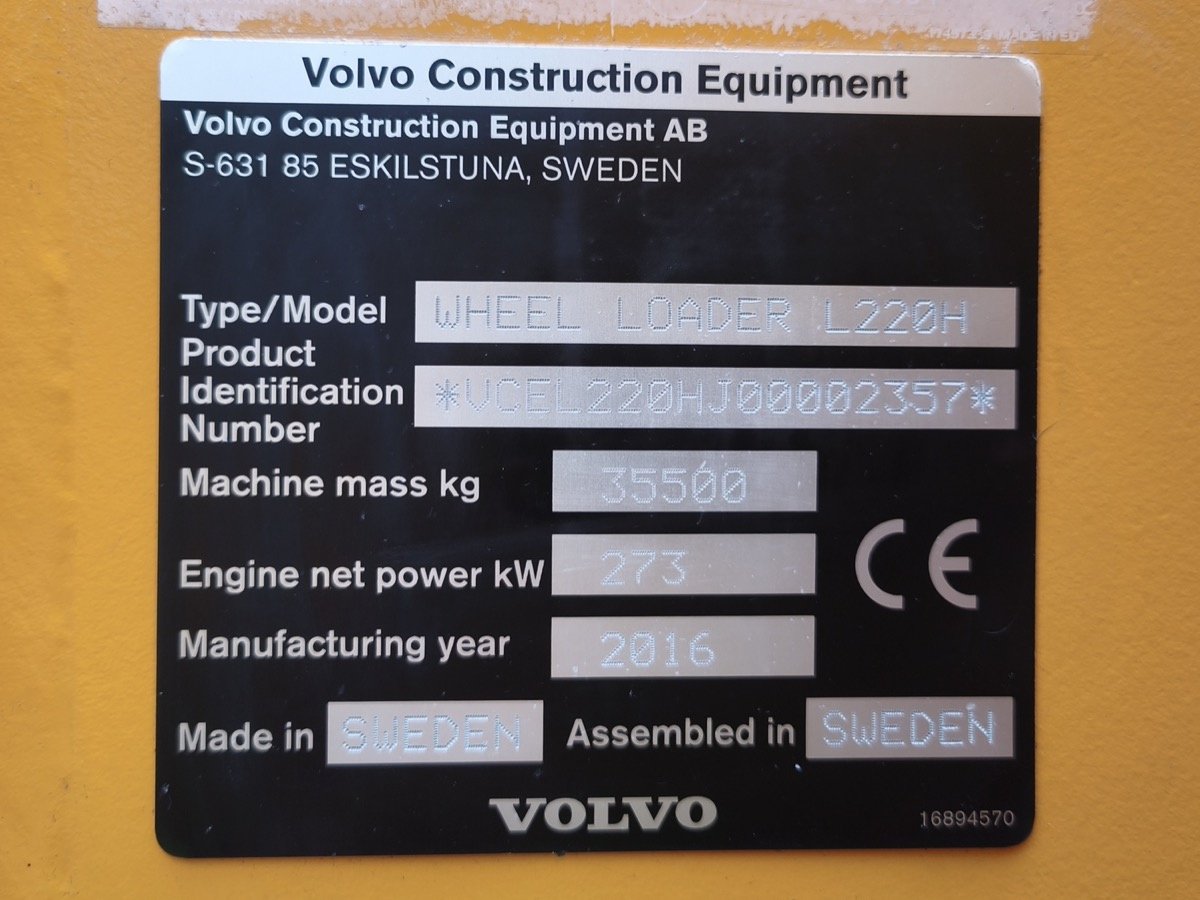 Volvo Construction Equipment
Volvo Construction Equipment AB
S-631 85 ESKILSTUNA, SWEDEN
Type/Model WHEEL LOADER L220H
Product
Identification *VCEL220HJ00002357*
Number
Machine mass kg 35500
Engine net power kW 273
CE
Manufacturing year 2016
Made in SWEDEN Assembled in SWEDEN
VOLVO
16894570